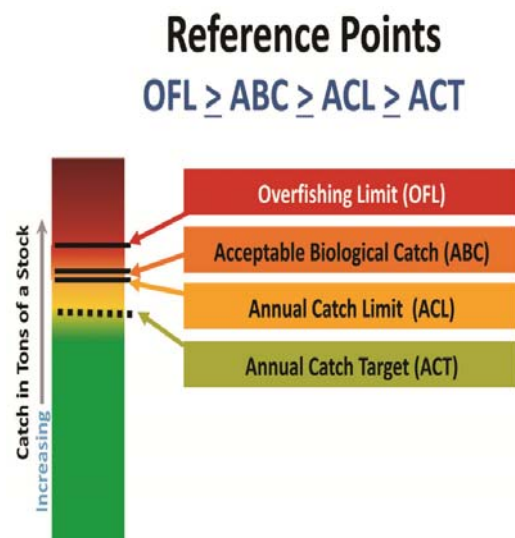 Reference Points
OFL ≥ ABC ≥ ACL ≥ ACT
Catch in Tons of a Stock
Increasing
Overfishing Limit (OFL)
Acceptable Biological Catch (ABC)
Annual Catch Limit (ACL)
Annual Catch Target (ACT)